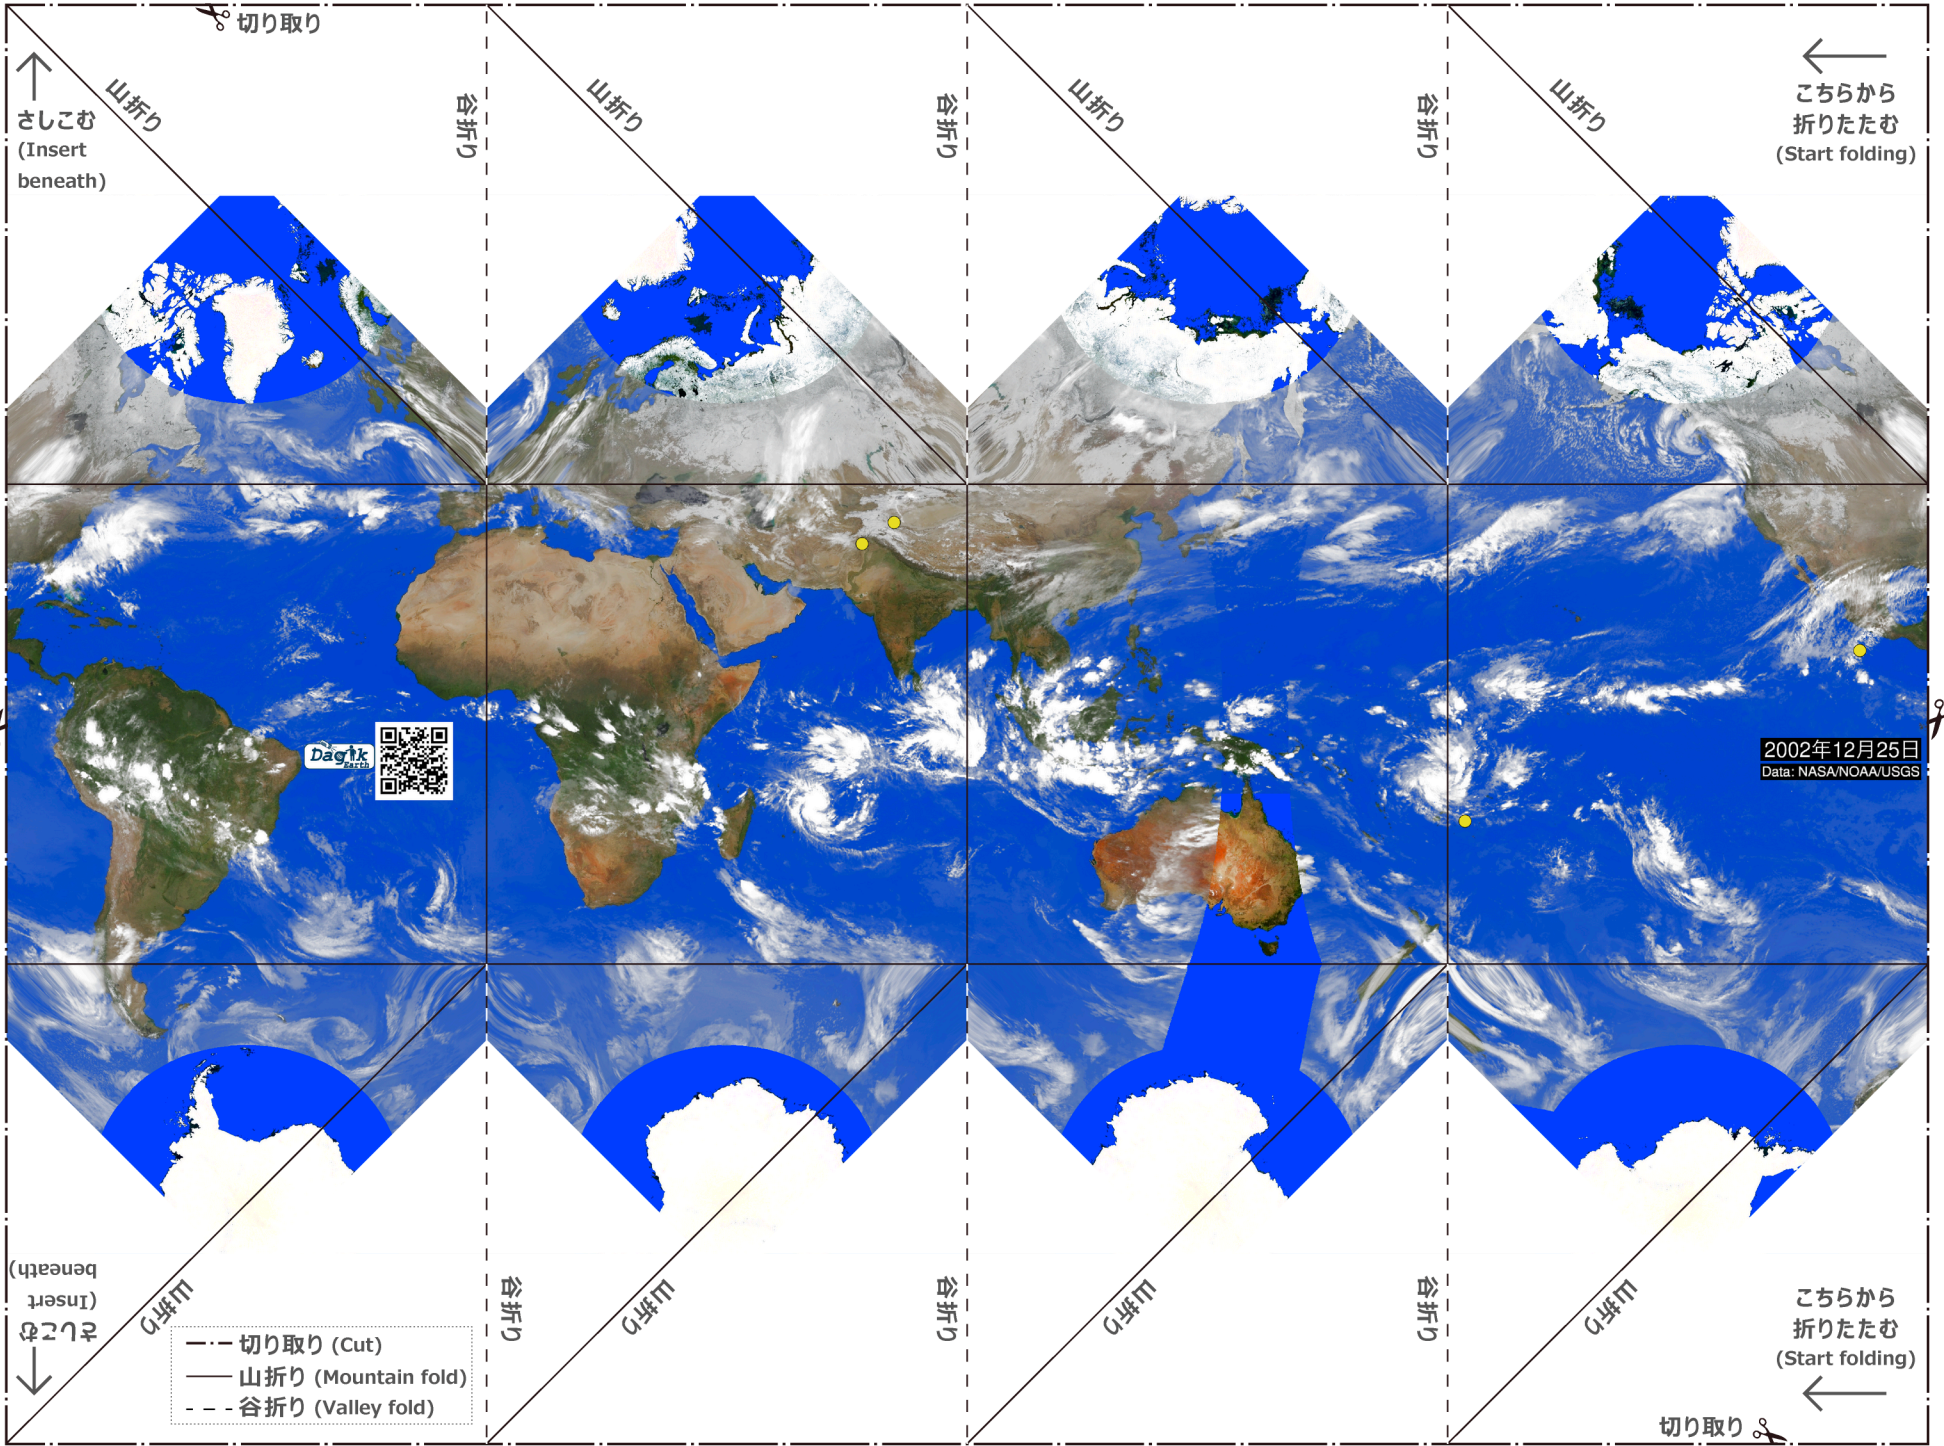 切り取り
山折り
谷折り
山折り
谷折り
山折り
谷折り
山折り
さしこむ
(Insert
beneath)
こちらから
折りたたむ
(Start folding)
Dagik
Earth
2002年12月25日
Data: NASA/NOAA/USGS
さしこむ
(Insert
beneath)
山折り
谷折り
山折り
谷折り
山折り
谷折り
山折り
こちらから
折りたたむ
(Start folding)
切り取り (Cut)
山折り (Mountain fold)
谷折り (Valley fold)
切り取り